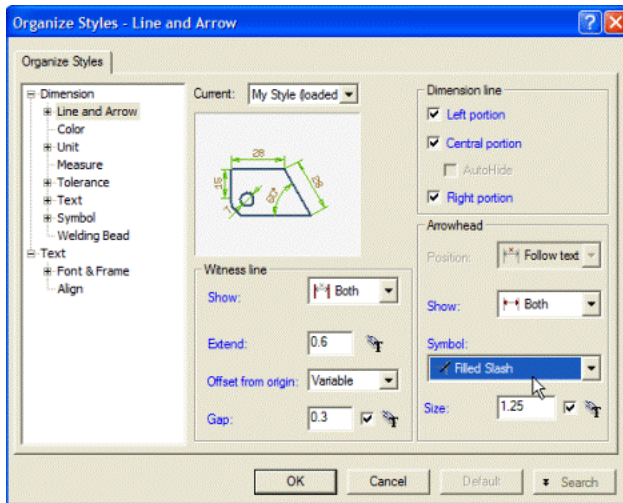 Organize Styles - Line and Arrow
Organize Styles
Dimension
Line and Arrow
Color
Unit
Measure
Tolerance
Text
Symbol
Welding Bead
Text
Font & Frame
Align
Current: My Style (loaded
28
15
60°
Witness line
Show: Both
Extend: 0.6
Offset from origin: Variable
Gap: 0.3
Dimension line
Left portion
Central portion
AutoHide
Right portion
Arrowhead
Position: Follow text
Show: Both
Symbol:
Filled Slash
Size: 1.25
OK Cancel Default Search